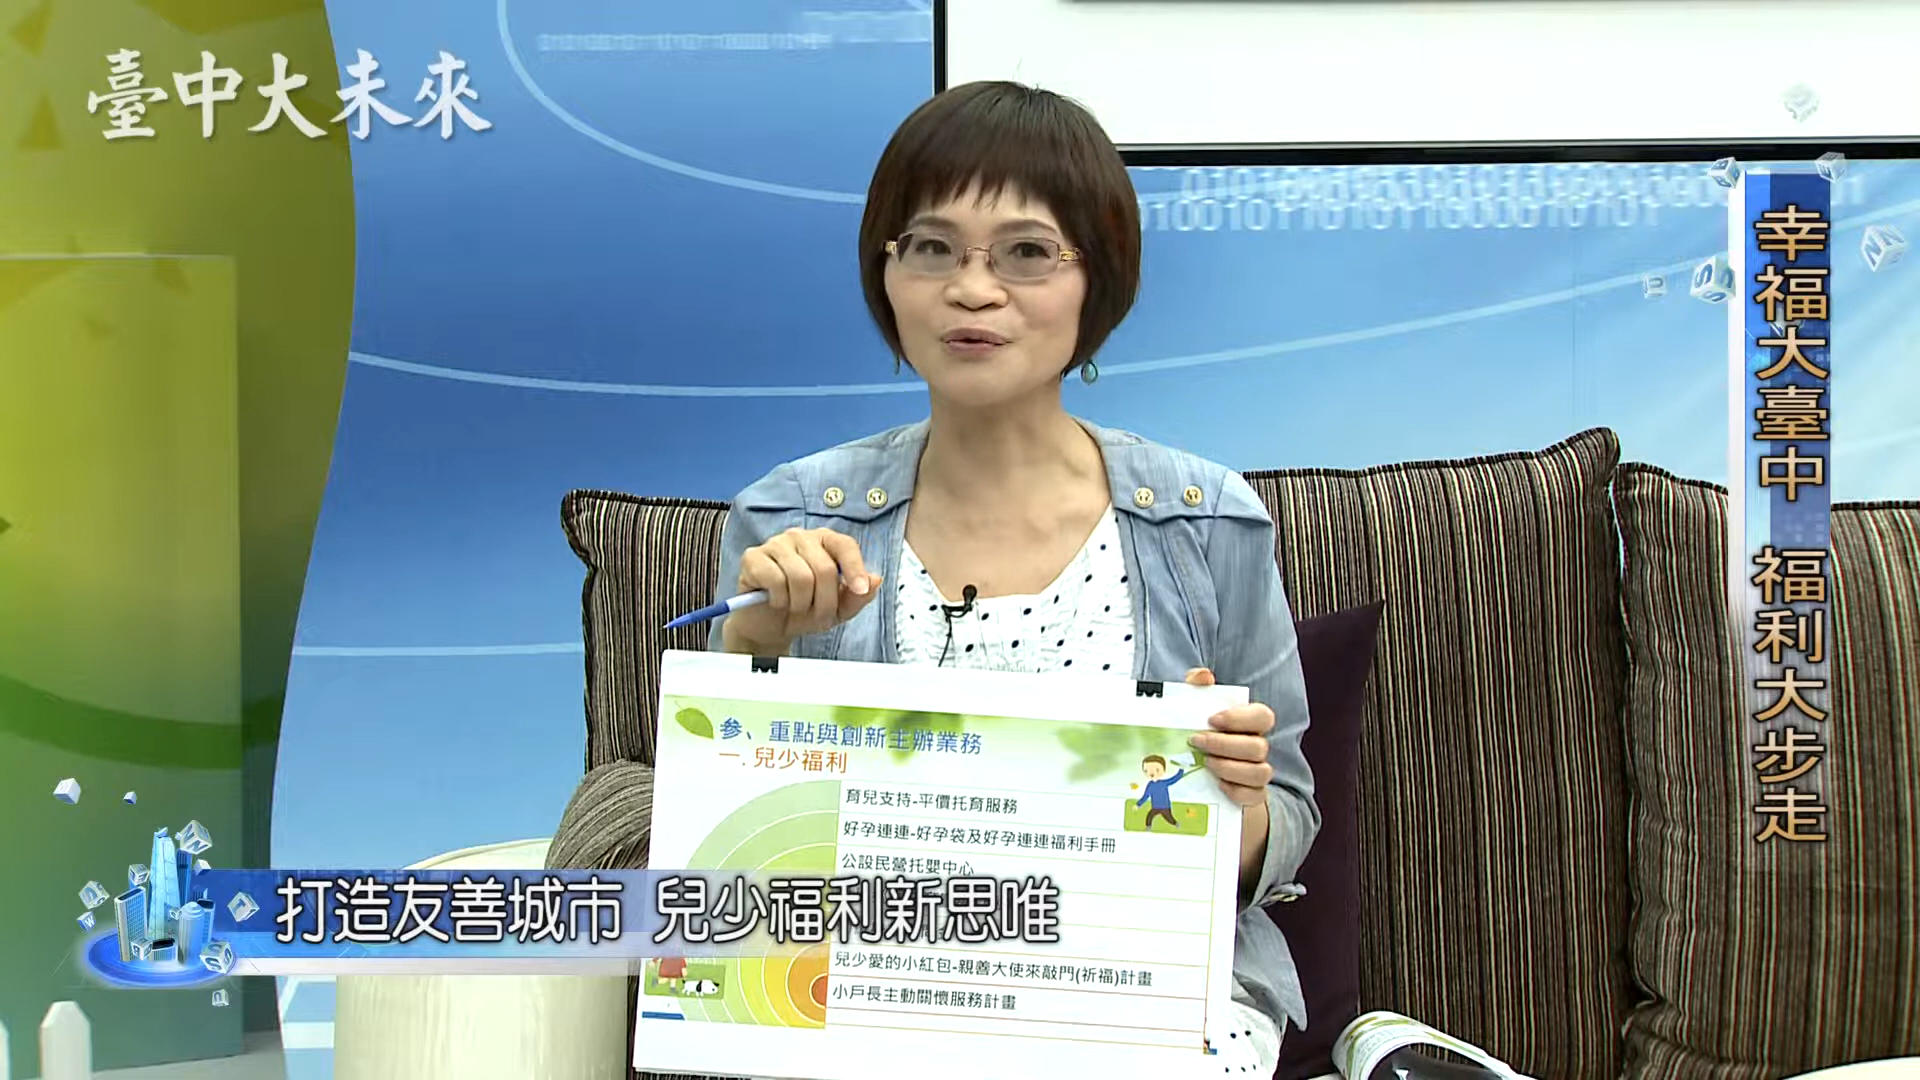 臺中大未來
幸福大臺中 福利大步走
參、重點與創新主辦業務
一. 兒少福利
育兒支持-平價托育服務
好孕連連-好孕袋及好孕連連福利手冊
公設民營托嬰中心
兒少愛的小紅包-親善大使來敲門(祈福)計畫
小戶長主動關懷服務計畫
打造友善城市 兒少福利新思唯